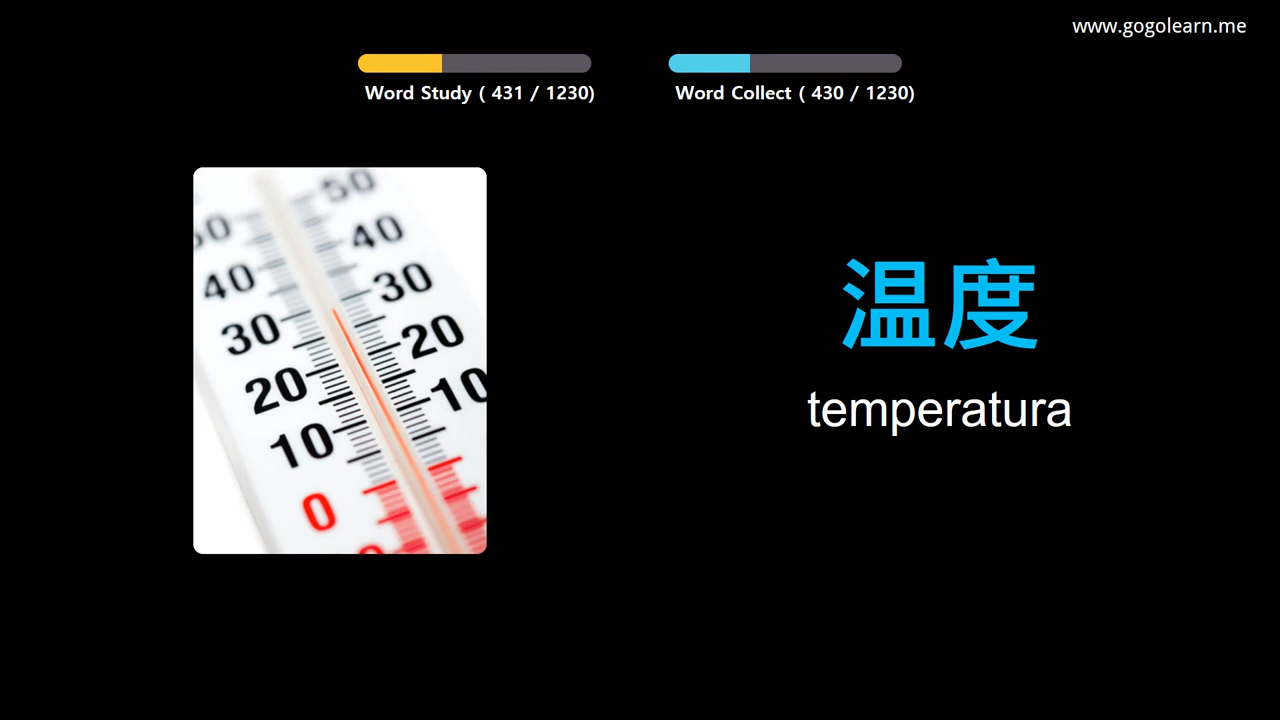 www.gogolearn.me
Word Study ( 431 / 1230)
Word Collect ( 430 / 1230)
50
50
40
40
30
30
20
20
10
10
0
温度
temperatura